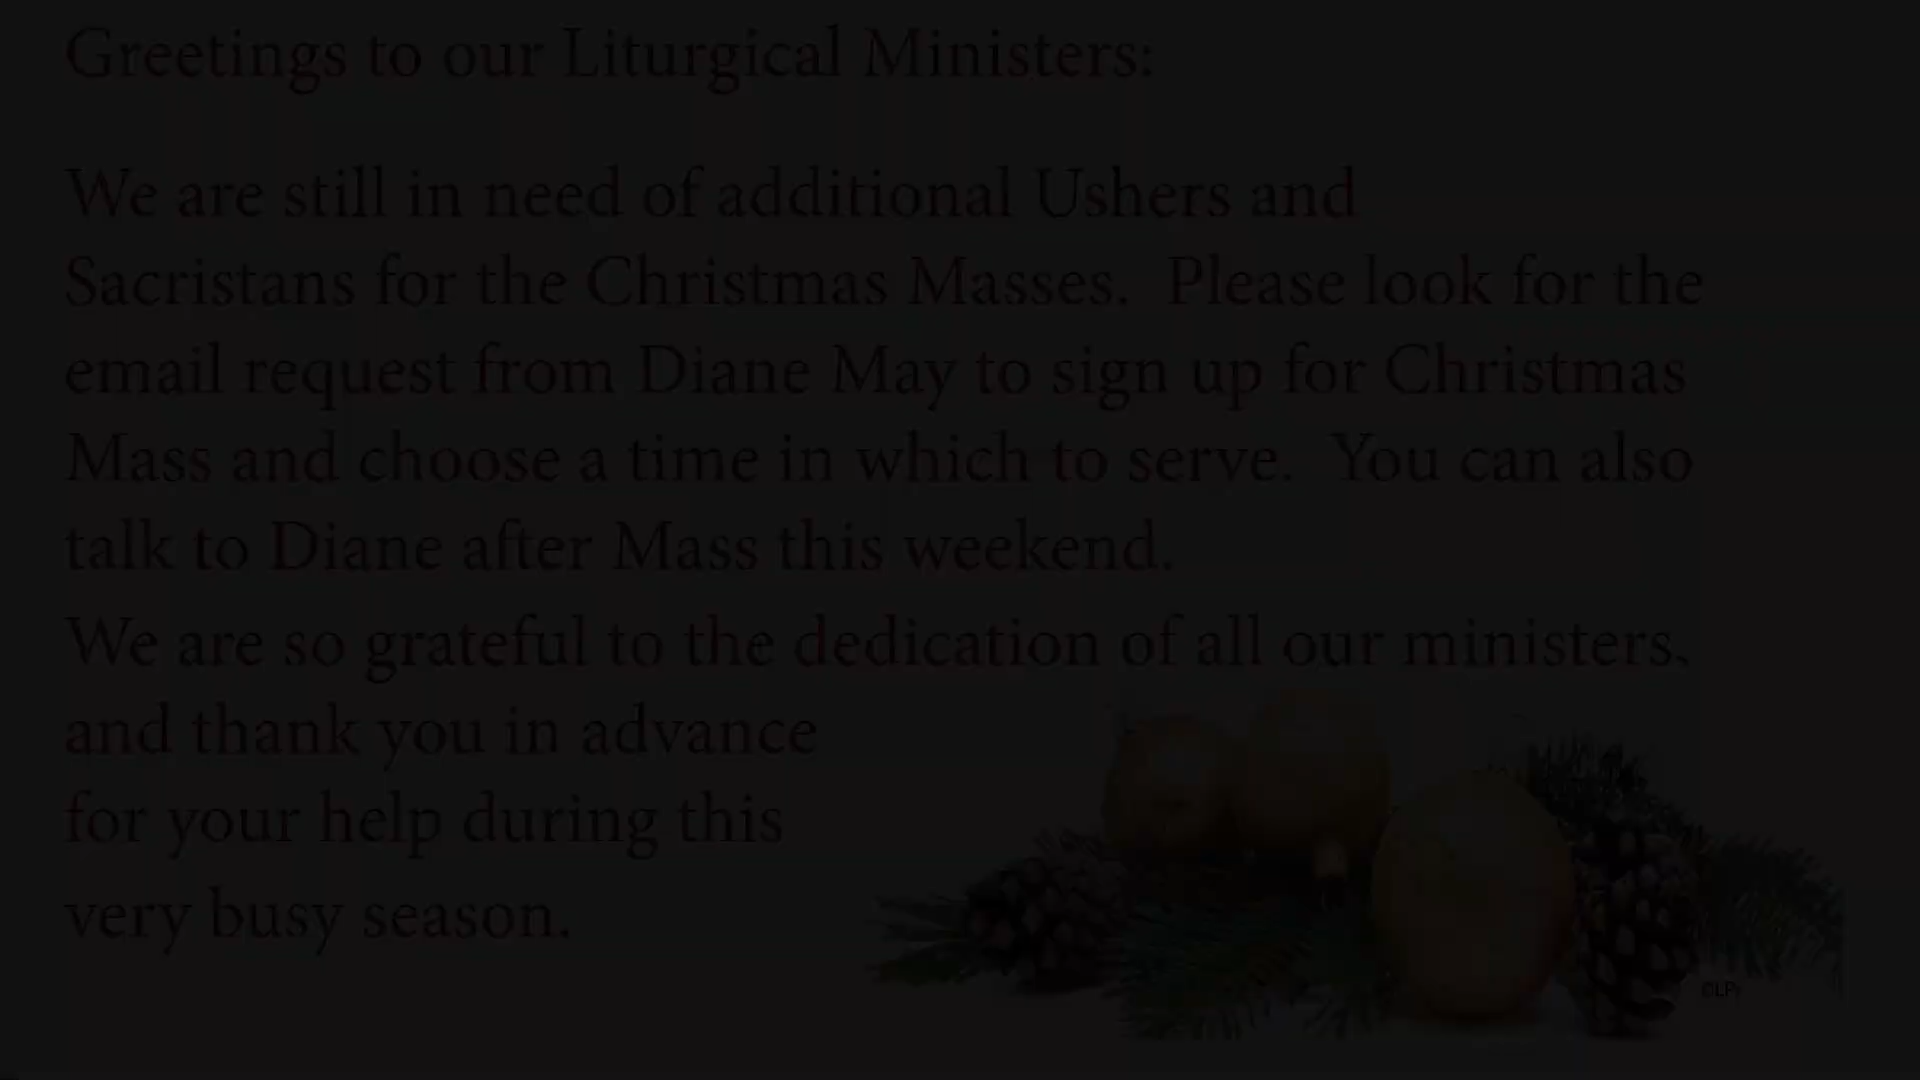 Greetings to our Liturgical Ministers:
We are still in need of additional Ushers and
Sacristans for the Christmas Masses.  Please look for the
email request from Diane May to sign up for Christmas
Mass and choose a time in which to serve.  You can also
talk to Diane after Mass this weekend.
We are so grateful to the dedication of all our ministers,
and thank you in advance
for your help during this
very busy season.
©LPi